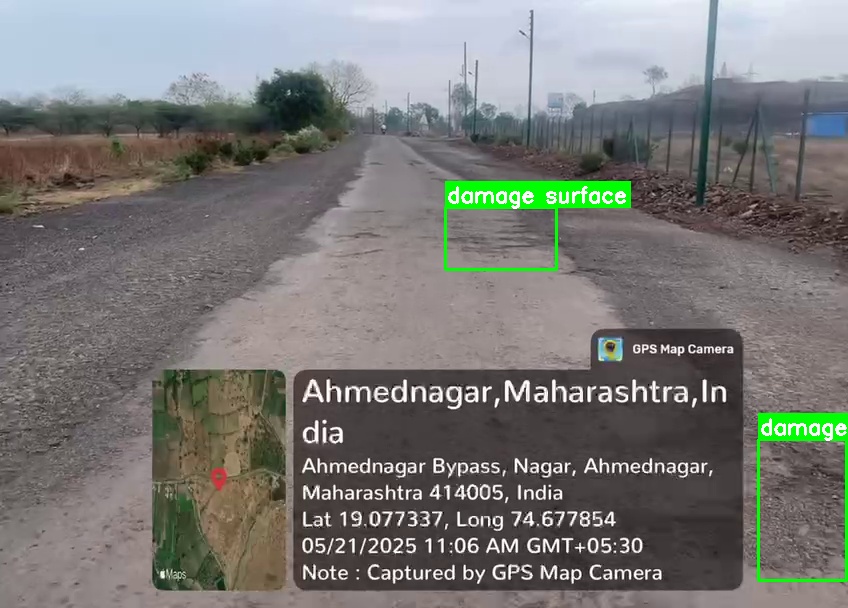 damage surface
GPS Map Camera
Ahmednagar,Maharashtra,In
dia
damage
Ahmednagar Bypass, Nagar, Ahmednagar,
Maharashtra 414005, India
Lat 19.077337, Long 74.677854
05/21/2025 11:06 AM GMT+05:30
Note : Captured by GPS Map Camera
Maps